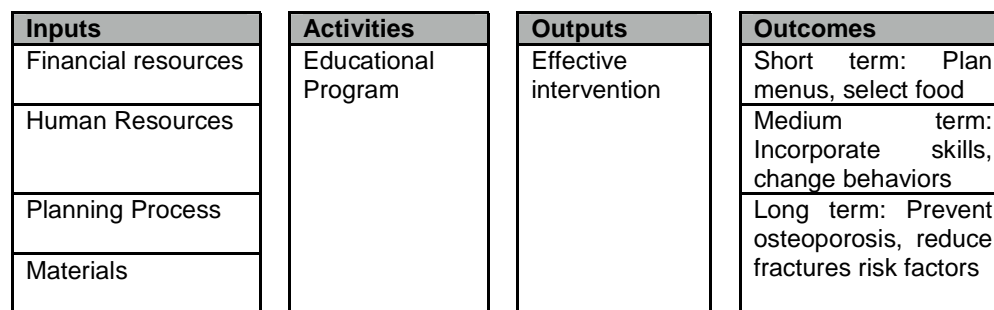 Inputs
Financial resources
Human Resources
Planning Process
Materials
Activities
Educational
Program
Outputs
Effective
intervention
Outcomes
Short term: Plan
menus, select food
Medium term:
Incorporate skills,
change behaviors
Long term: Prevent
osteoporosis, reduce
fractures risk factors